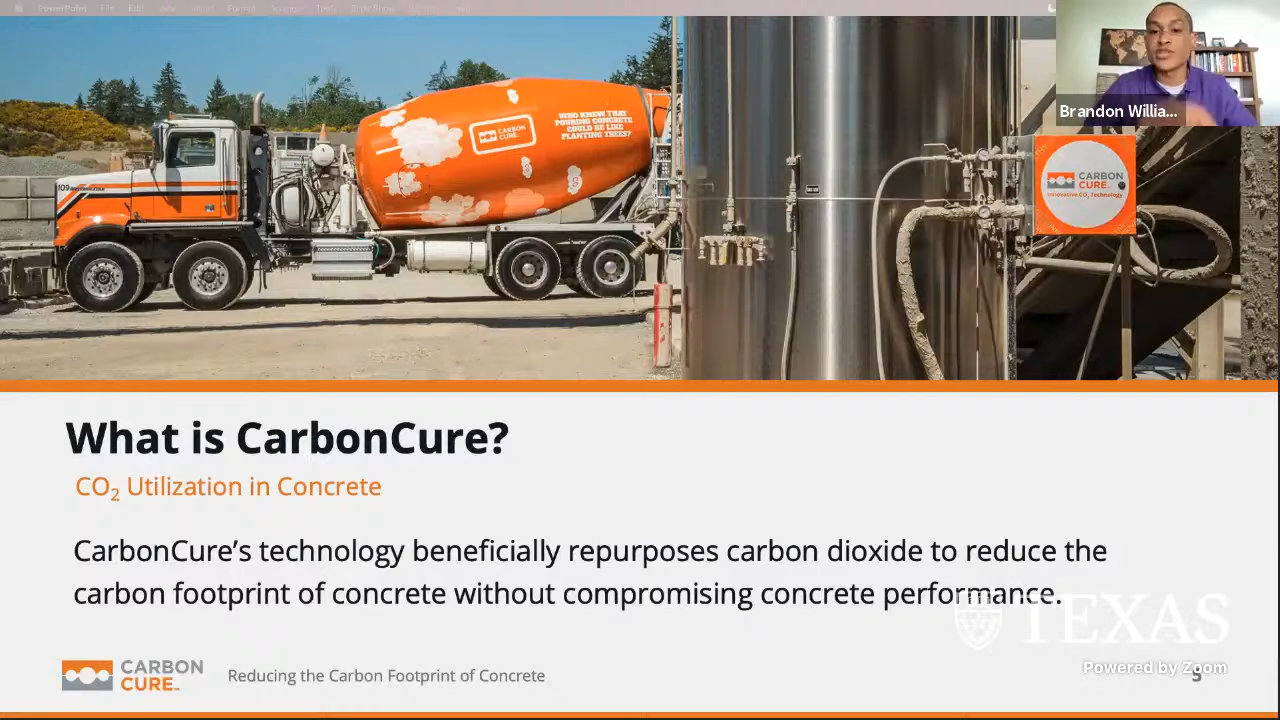 PowerPoint File Edit View Insert Format Arrange Tools Slide Show Window Help
109
CARBON
CURE
WHO KNEW THAT
POURING CONCRETE
COULD BE LIKE
PLANTING TREES?
CARBON
CURE
Innovative CO₂ Technology
Brandon Willia...
What is CarbonCure?
CO₂ Utilization in Concrete
CarbonCure’s technology beneficially repurposes carbon dioxide to reduce the
carbon footprint of concrete without compromising concrete performance.
TEXAS
Powered by Zoom
CARBON
CURE™
Reducing the Carbon Footprint of Concrete
5